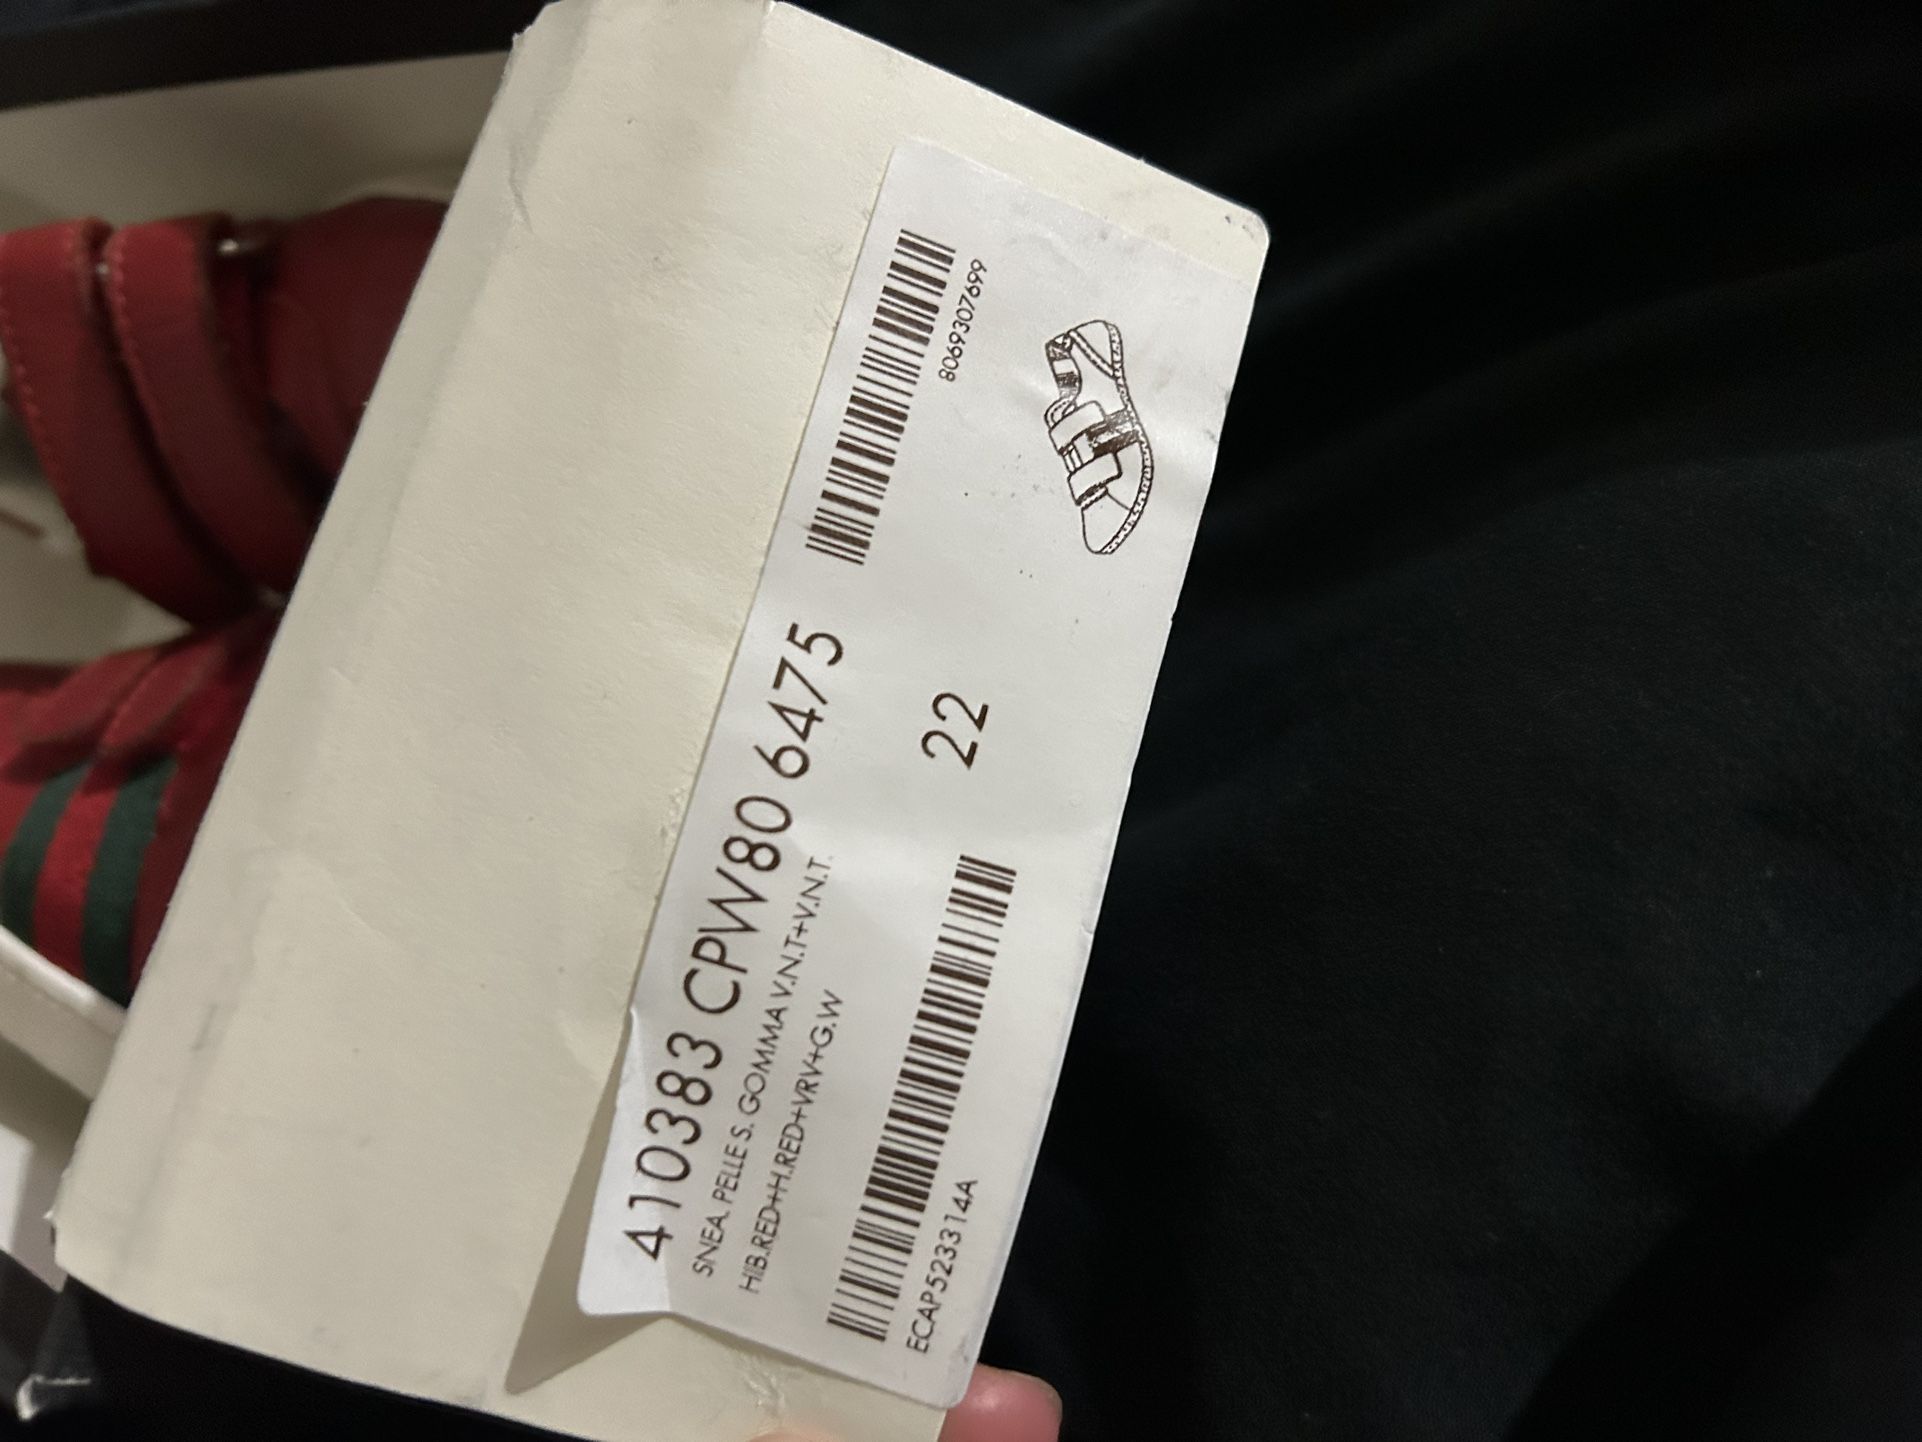 410383 CPW80 6475
SNEA. PELLE S. GOMMA V.N.T+V.N.T.
HIB.RED+H.RED+VRV+G.W
22
8069307699
ECAP523314A